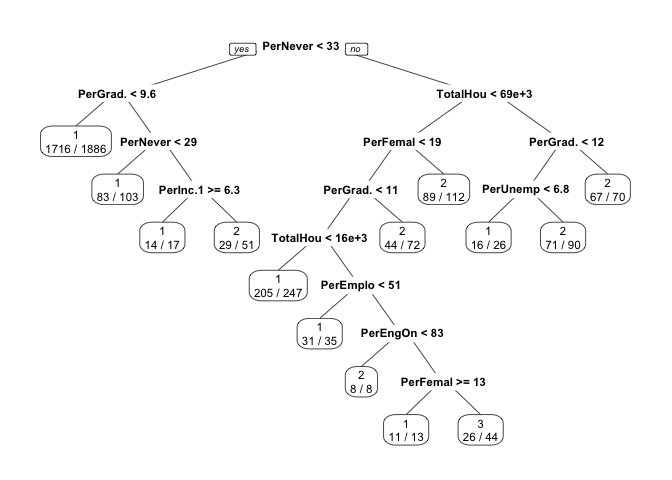 yes PerNever < 33 no
PerGrad. < 9.6
TotalHou < 69e+3
1
1716 / 1886
PerNever < 29
PerFemal < 19
PerGrad. < 12
1
83 / 103
PerInc.1 >= 6.3
PerGrad. < 11
2
89 / 112
PerUnemp < 6.8
2
67 / 70
1
14 / 17
2
29 / 51
TotalHou < 16e+3
2
44 / 72
1
16 / 26
2
71 / 90
1
205 / 247
PerEmplo < 51
1
31 / 35
PerEngOn < 83
2
8 / 8
PerFemal >= 13
1
11 / 13
3
26 / 44